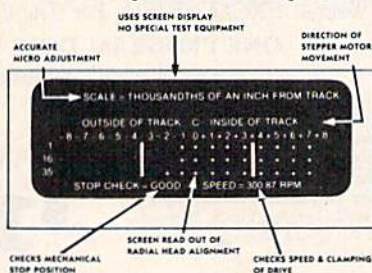 USES SCREEN DISPLAY
NO SPECIAL TEST EQUIPMENT
ACCURATE
MICRO ADJUSTMENT
DIRECTION OF
STEPPER MOTOR
MOVEMENT
SCALE = THOUSANDTHS OF AN INCH FROM TRACK
OUTSIDE OF TRACK C INSIDE OF TRACK
-8 -7 -6 -5 -4 -3 -2 -1 0 +1 +2 +3 +4 +5 +6 +7 +8
1
16
35
STOP CHECK - GOOD SPEED = 300.87 RPM
CHECKS MECHANICAL
STOP POSITION
SCREEN READ OUT OF
RADIAL HEAD ALIGNMENT
CHECKS SPEED & CLAMPING
OF DRIVE